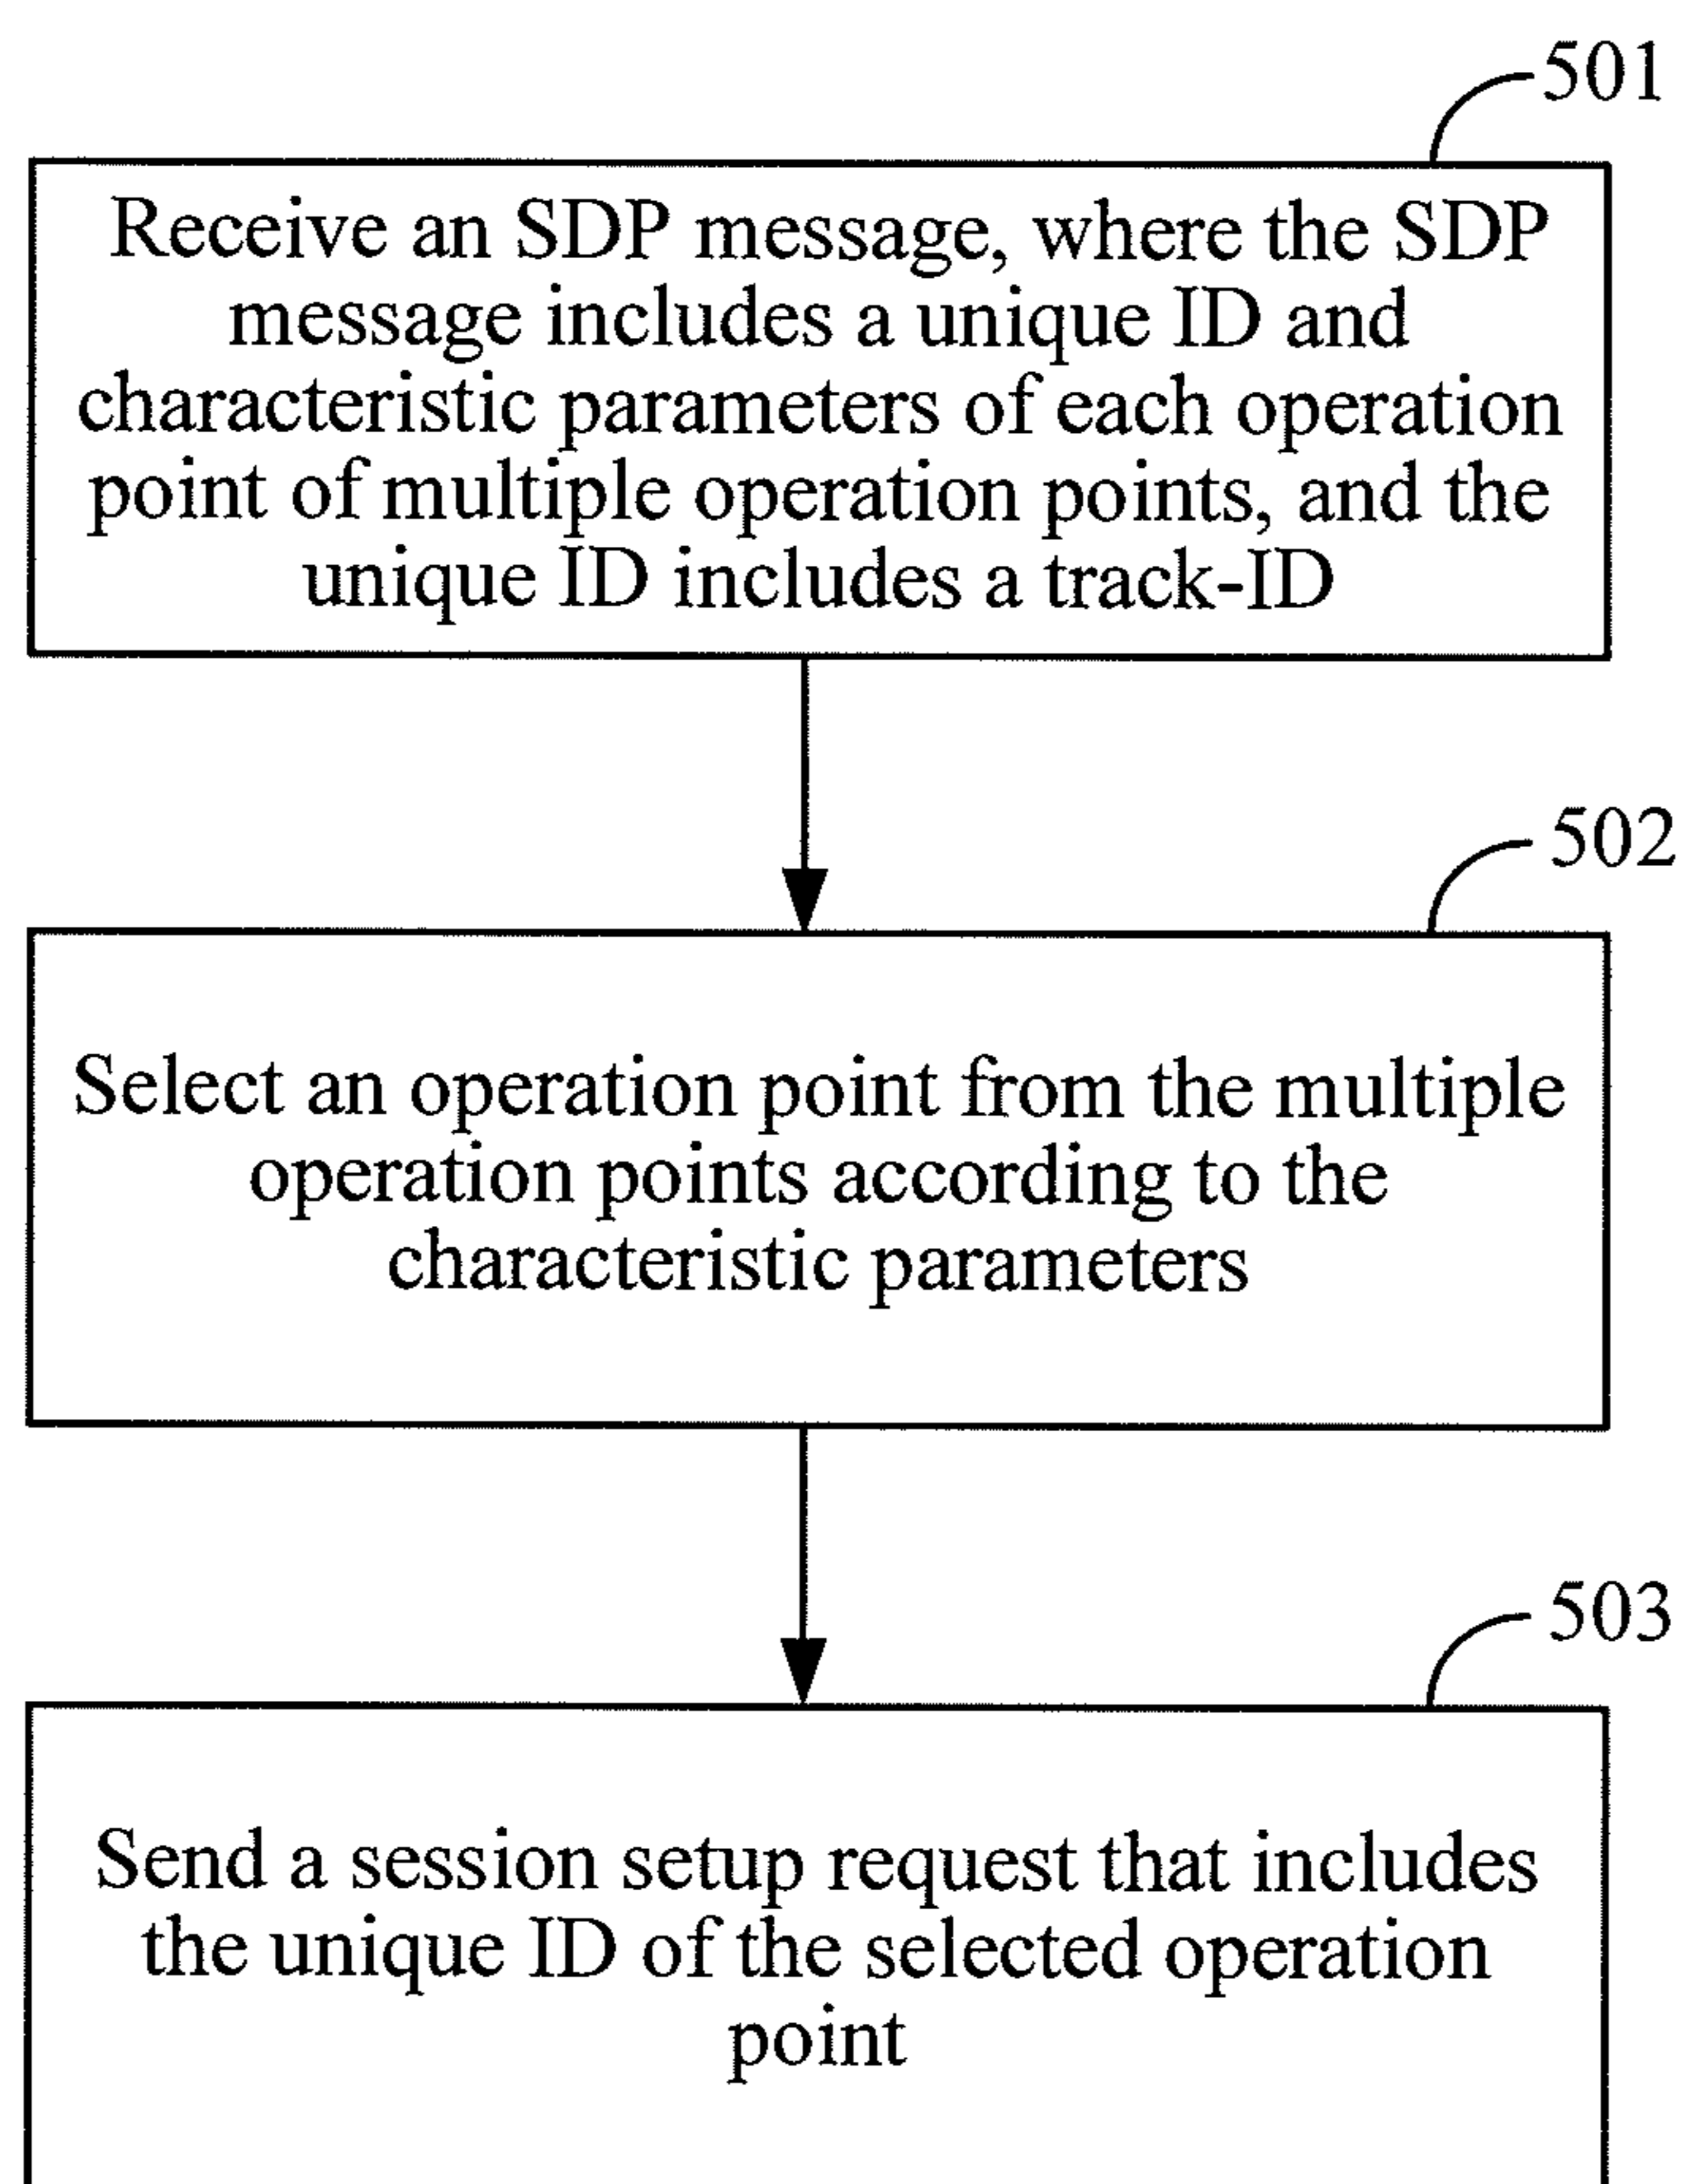 501
Receive an SDP message, where the SDP
message includes a unique ID and
characteristic parameters of each operation
point of multiple operation points, and the
unique ID includes a track-ID
502
Select an operation point from the multiple
operation points according to the
characteristic parameters
503
Send a session setup request that includes
the unique ID of the selected operation
point